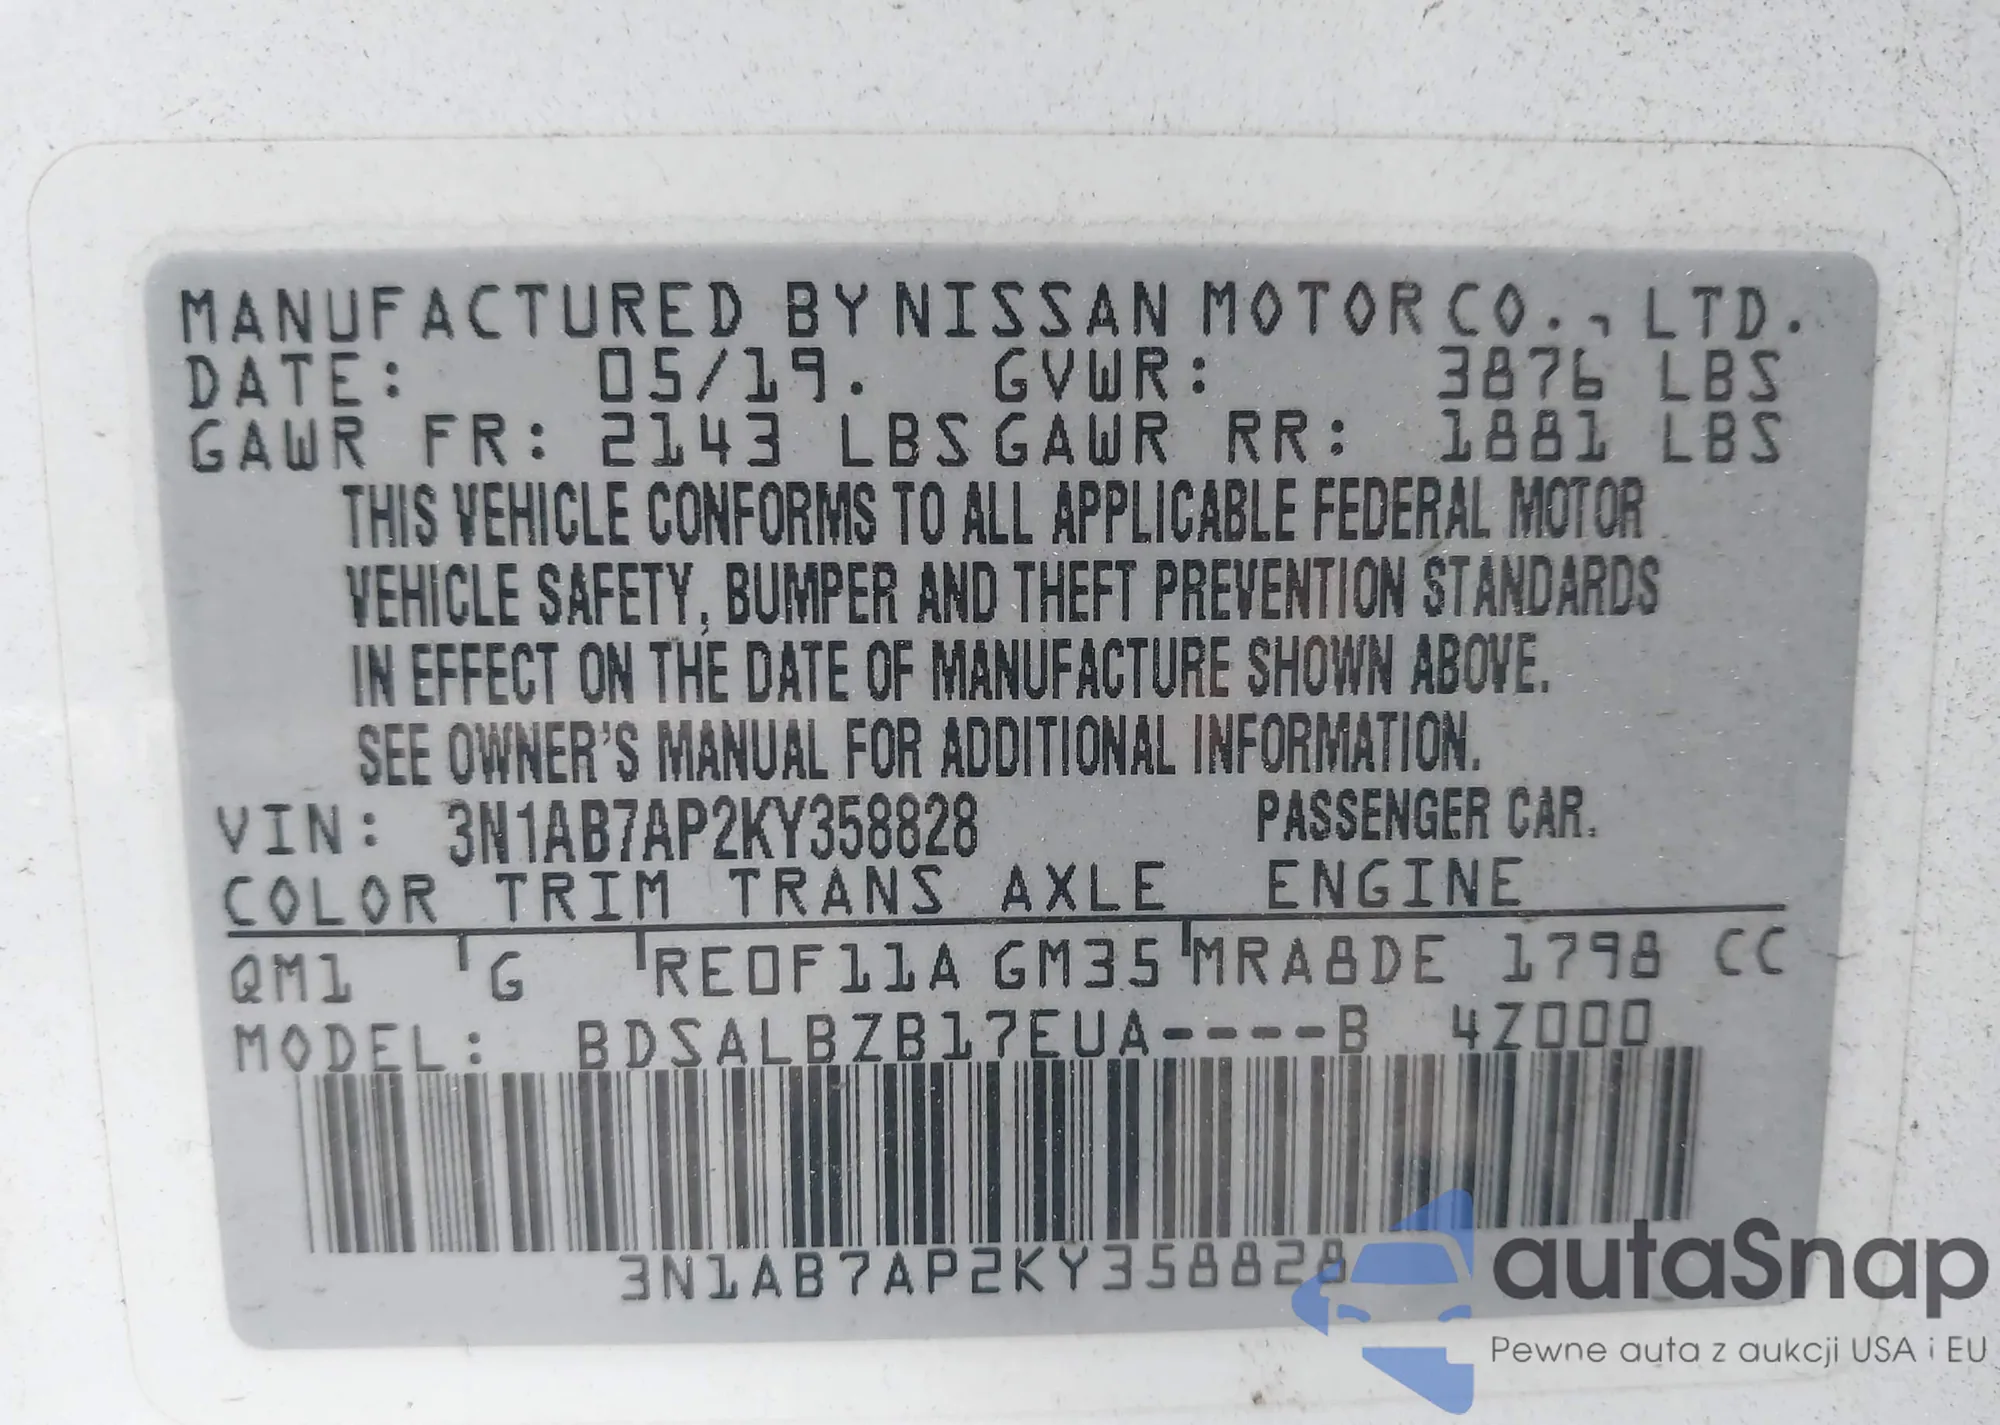 MANUFACTURED BY NISSAN MOTOR CO., LTD.
DATE: 05/19. GVWR: 3876 LBS
GAWR FR: 2143 LBS GAWR RR: 1881 LBS
THIS VEHICLE CONFORMS TO ALL APPLICABLE FEDERAL MOTOR
VEHICLE SAFETY, BUMPER AND THEFT PREVENTION STANDARDS
IN EFFECT ON THE DATE OF MANUFACTURE SHOWN ABOVE.
SEE OWNER'S MANUAL FOR ADDITIONAL INFORMATION.
VIN: 3N1AB7AP2KY358828 PASSENGER CAR.
COLOR TRIM TRANS AXLE ENGINE
QM1 G RE0F11A GM35 MRA8DE 1798 CC
MODEL: BDSALBZB17EUA----B 4Z000
3N1AB7AP2KY358828
autaSnap
Pewne auta z aukcji USA i EU